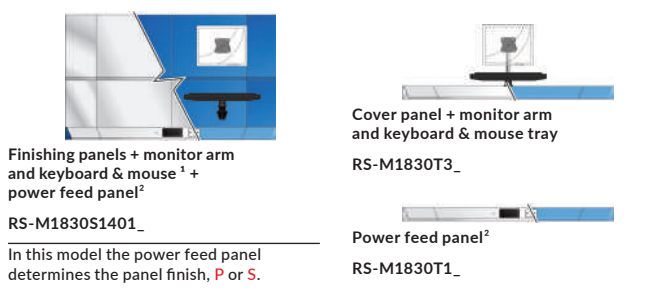 Finishing panels + monitor arm
and keyboard & mouse ¹ +
power feed panel²
RS-M1830S1401_
In this model the power feed panel
determines the panel finish, P or S.
Cover panel + monitor arm
and keyboard & mouse tray
RS-M1830T3_
Power feed panel²
RS-M1830T1_